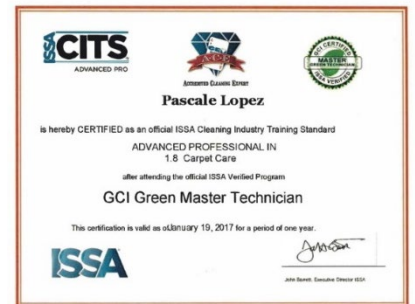 ISSA CITS
ADVANCED PRO
ACE
AUTHORIZED CLEANING EXPERT
GCI CERTIFIED
MASTER
GREEN TECHNICIAN
ISSA VERIFIED
Pascale Lopez
is hereby CERTIFIED as an official ISSA Cleaning Industry Training Standard
ADVANCED PROFESSIONAL IN
1.8 Carpet Care
after attending the official ISSA Verified Program
GCI Green Master Technician
This certification is valid as oUanuary 19, 2017 for a period of one year.
ISSA
Executive Director ISSA